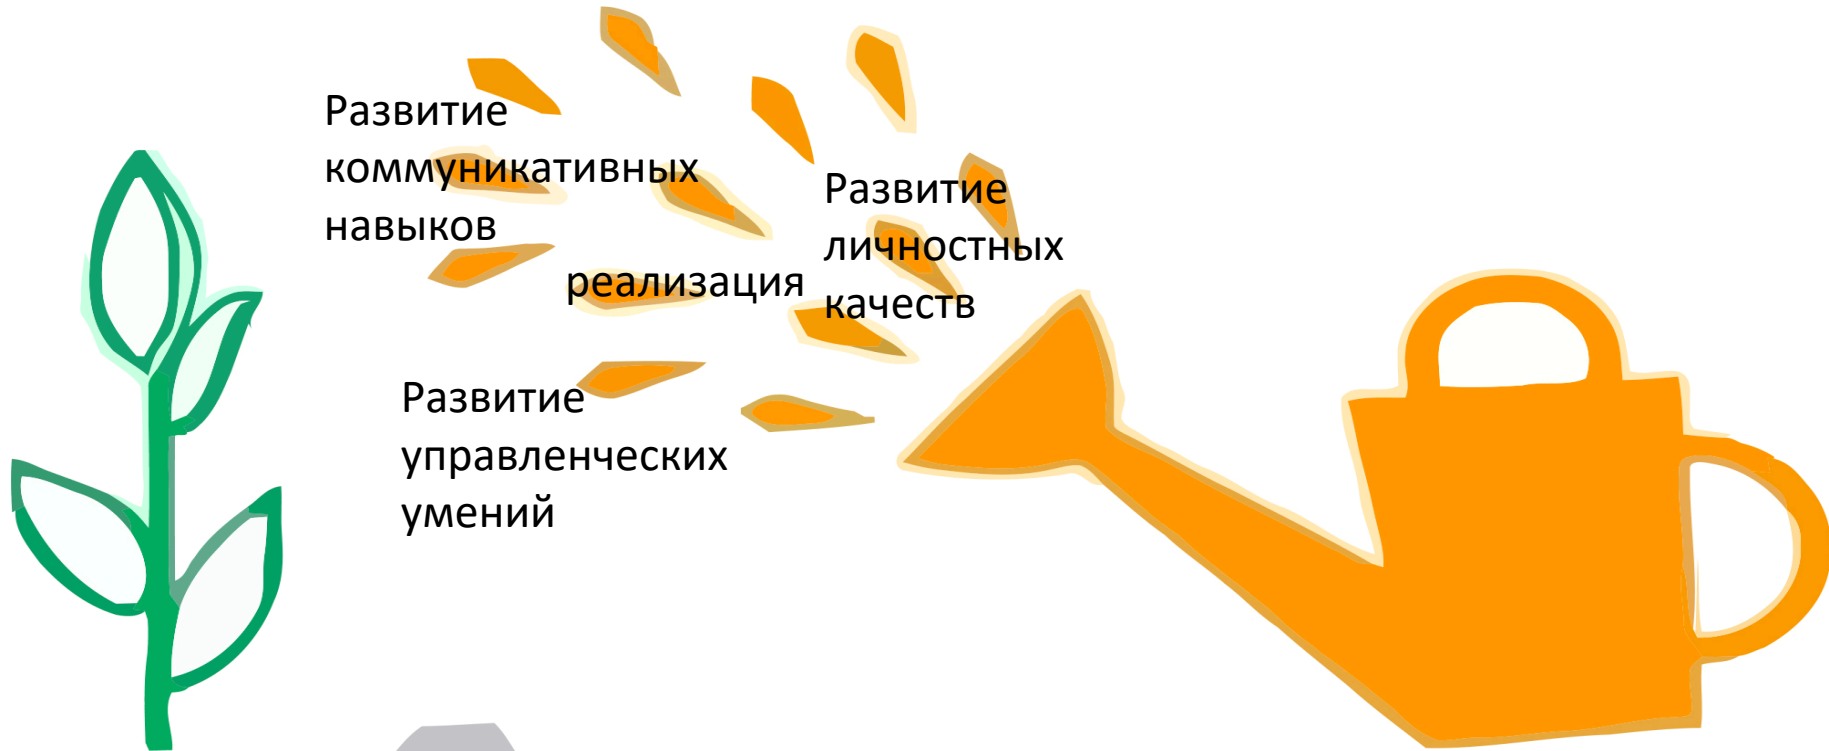 Развитие
коммуникативных
навыков
Развитие
личностных
качеств
реализация
Развитие
управленческих
умений